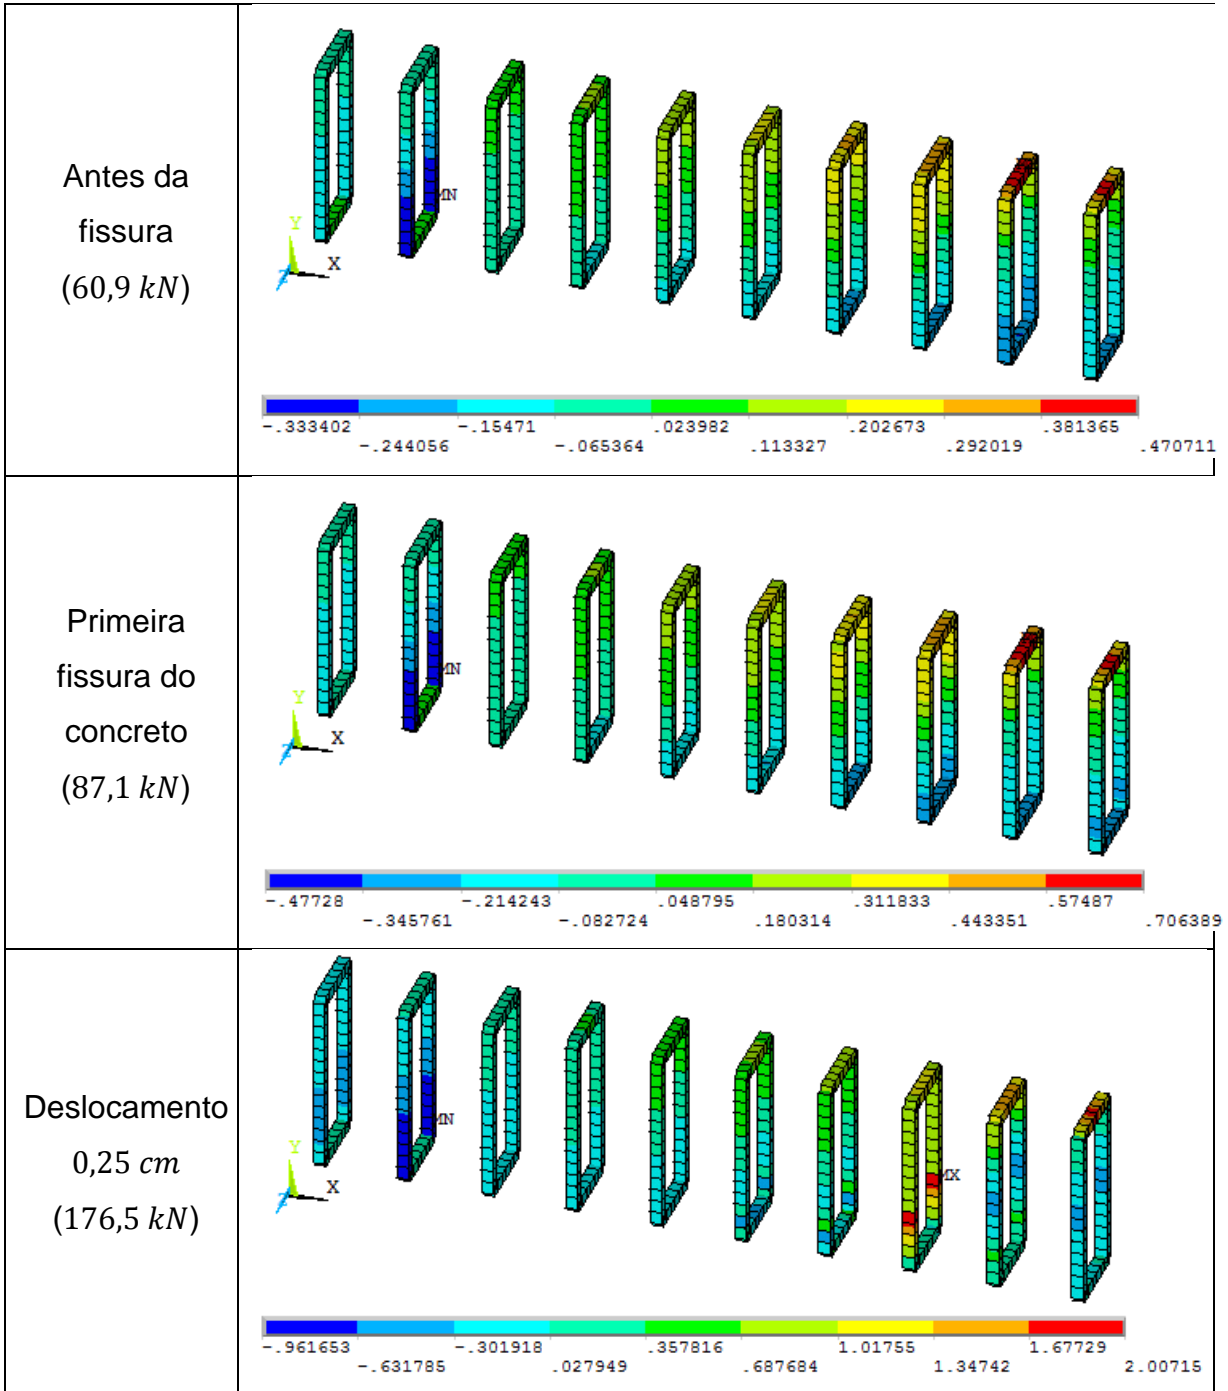 Antes da
fissura
(60,9 kN)
MN
Y
Z
X
-.333402
-.244056
-.15471
-.065364
.023982
.113327
.202673
.292019
.381365
.470711
Primeira
fissura do
concreto
(87,1 kN)
MN
Y
Z
X
-.47728
-.345761
-.214243
-.082724
.048795
.180314
.311833
.443351
.57487
.706389
Deslocamento
0,25 cm
(176,5 kN)
MN
MX
Y
Z
X
-.961653
-.631785
-.301918
.027949
.357816
.687684
1.01755
1.34742
1.67729
2.00715